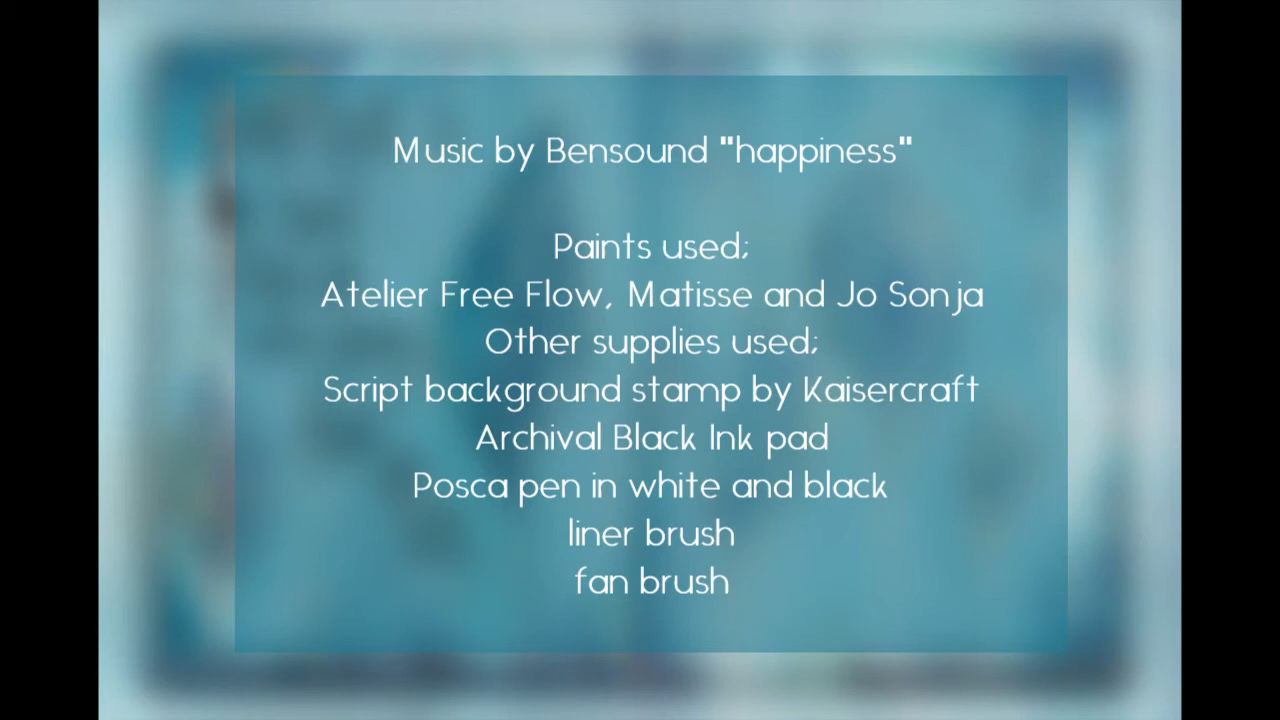 Music by Bensound "happiness"
Paints used;
Atelier Free Flow, Matisse and Jo Sonja
Other supplies used;
Script background stamp by Kaisercraft
Archival Black Ink pad
Posca pen in white and black
liner brush
fan brush